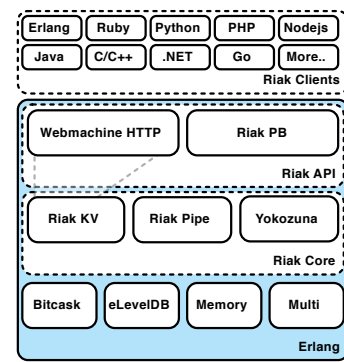 Erlang Ruby Python PHP Nodejs
Java C/C++ .NET Go More..
Riak Clients
Webmachine HTTP Riak PB
Riak API
Riak KV Riak Pipe Yokozuna
Riak Core
Bitcask eLevelDB Memory Multi
Erlang